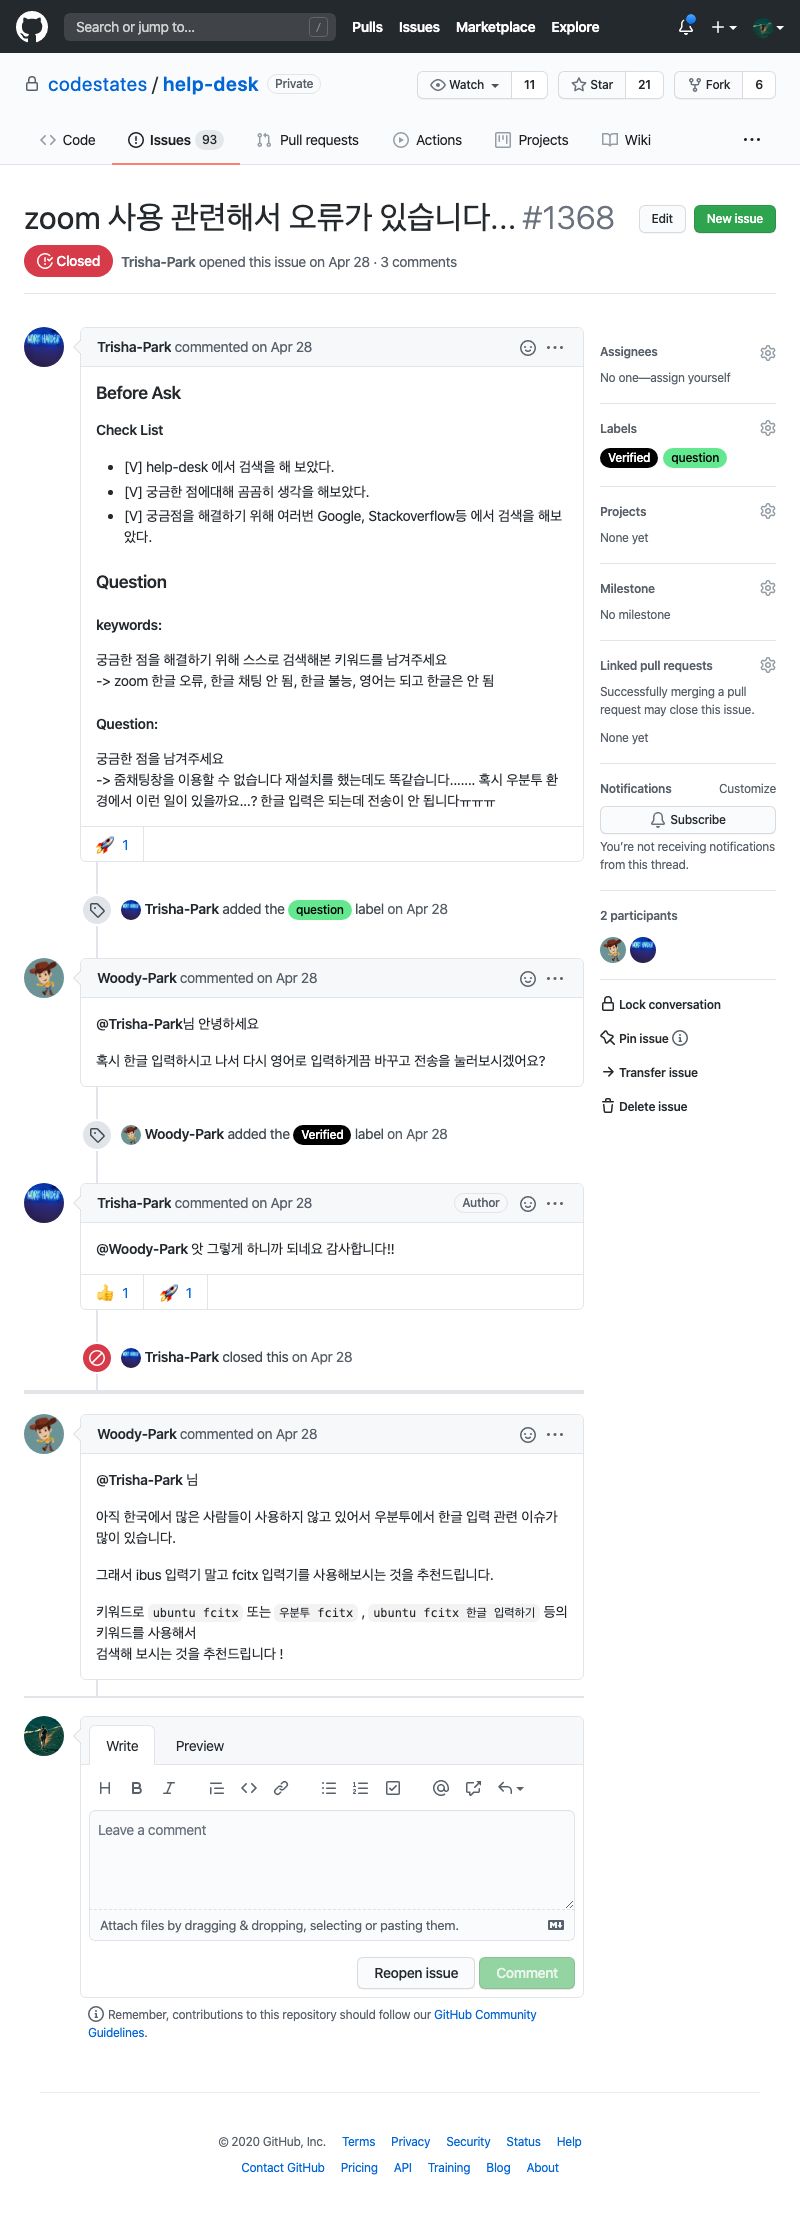 Search or jump to... /
Pulls Issues Marketplace Explore
codestates / help-desk Private
Watch 11 Star 21 Fork 6
Code Issues 93 Pull requests Actions Projects Wiki ...
zoom 사용 관련해서 오류가 있습니다... #1368
Edit New issue
Closed Trisha-Park opened this issue on Apr 28 · 3 comments
Trisha-Park commented on Apr 28
Before Ask
Check List
• [V] help-desk 에서 검색을 해 보았다.
• [V] 궁금한 점에대해 곰곰히 생각을 해보았다.
• [V] 궁금점을 해결하기 위해 여러번 Google, Stackoverflow등 에서 검색을 해보
았다.
Question
keywords:
궁금한 점을 해결하기 위해 스스로 검색해본 키워드를 남겨주세요
-> zoom 한글 오류, 한글 채팅 안 됨, 한글 불능, 영어는 되고 한글은 안 됨
Question:
궁금한 점을 남겨주세요
-> 줌채팅창을 이용할 수 없습니다 재설치를 했는데도 똑같습니다....... 혹시 우분투 환
경에서 이런 일이 있을까요...? 한글 입력은 되는데 전송이 안 됩니다ㅠㅠㅠ
🚀 1
Trisha-Park added the question label on Apr 28
Woody-Park commented on Apr 28
@Trisha-Park님 안녕하세요
혹시 한글 입력하시고 나서 다시 영어로 입력하게끔 바꾸고 전송을 눌러보시겠어요?
Woody-Park added the Verified label on Apr 28
Trisha-Park commented on Apr 28 Author
@Woody-Park 앗 그렇게 하니까 되네요 감사합니다!!
👍 1 🚀 1
Trisha-Park closed this on Apr 28
Woody-Park commented on Apr 28
@Trisha-Park 님
아직 한국에서 많은 사람들이 사용하지 않고 있어서 우분투에서 한글 입력 관련 이슈가
많이 있습니다.
그래서 ibus 입력기 말고 fcitx 입력기를 사용해보시는 것을 추천드립니다.
키워드로 ubuntu fcitx 또는 우분투 fcitx , ubuntu fcitx 한글 입력하기 등의
키워드를 사용해서
검색해 보시는 것을 추천드립니다 !
Write Preview
H B I
Leave a comment
Attach files by dragging & dropping, selecting or pasting them.
Reopen issue Comment
Remember, contributions to this repository should follow our GitHub Community
Guidelines.
Assignees
No one—assign yourself
Labels
Verified question
Projects
None yet
Milestone
No milestone
Linked pull requests
Successfully merging a pull
request may close this issue.
None yet
Notifications Customize
Subscribe
You're not receiving notifications
from this thread.
2 participants
Lock conversation
Pin issue
Transfer issue
Delete issue
© 2020 GitHub, Inc. Terms Privacy Security Status Help
Contact GitHub Pricing API Training Blog About